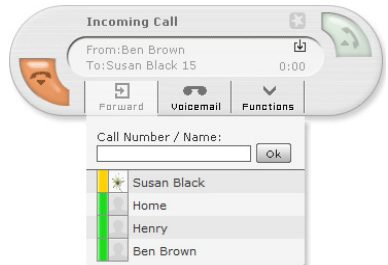 Incoming Call
From:Ben Brown
To:Susan Black 15 0:00
Forward Voicemail Functions
Call Number / Name:
Ok
Susan Black
Home
Henry
Ben Brown